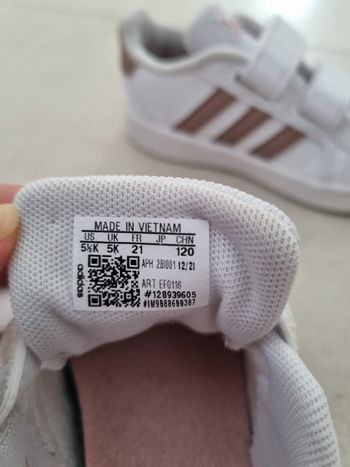 MADE IN VIETNAM
US UK FR JP CHN
5½K 5K 21 120
APH 2BI001 12/21
ART EF0116
#128939605
adidas